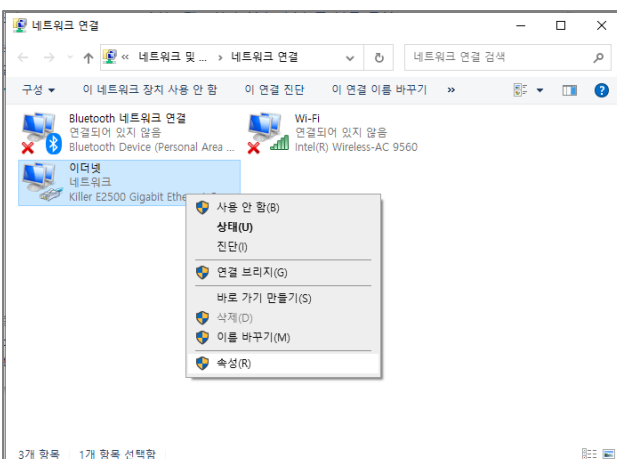 네트워크 연결
« 네트워크 및 ... › 네트워크 연결
네트워크 연결 검색
구성
이 네트워크 장치 사용 안 함
이 연결 진단
이 연결 이름 바꾸기
»
Bluetooth 네트워크 연결
연결되어 있지 않음
Bluetooth Device (Personal Area ...
Wi-Fi
연결되어 있지 않음
Intel(R) Wireless-AC 9560
이더넷
네트워크
Killer E2500 Gigabit
사용 안 함(B)
상태(U)
진단(I)
연결 브리지(G)
바로 가기 만들기(S)
삭제(D)
이름 바꾸기(M)
속성(R)
3개 항목
1개 항목 선택함